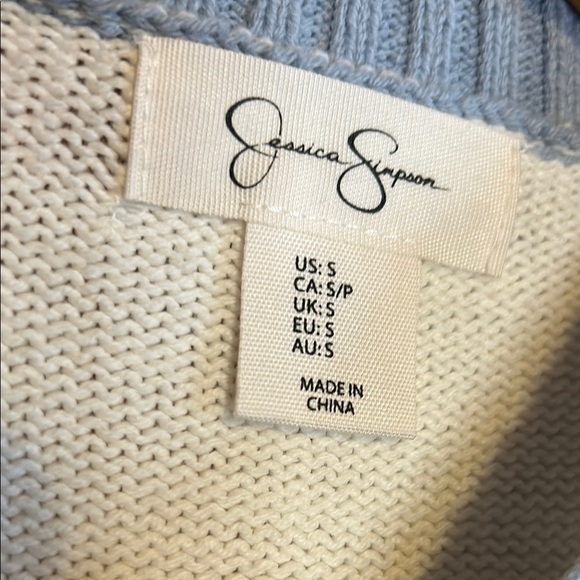 Jessica Simpson
US: S
CA: S/P
UK: S
EU: S
AU: S
MADE IN
CHINA